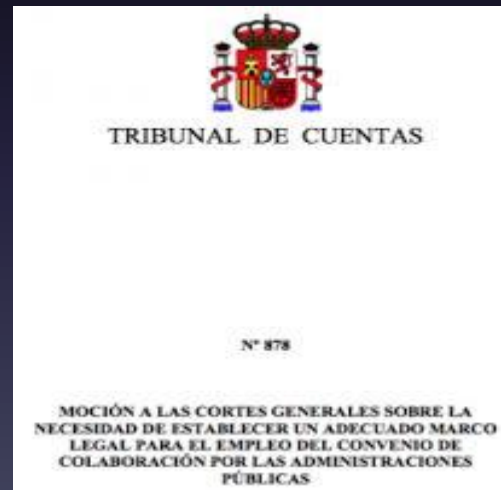 TRIBUNAL DE CUENTAS
Nº 878
MOCIÓN A LAS CORTES GENERALES SOBRE LA
NECESIDAD DE ESTABLECER UN ADECUADO MARCO
LEGAL PARA EL EMPLEO DEL CONVENIO DE
COLABORACIÓN POR LAS ADMINISTRACIONES
PÚBLICAS